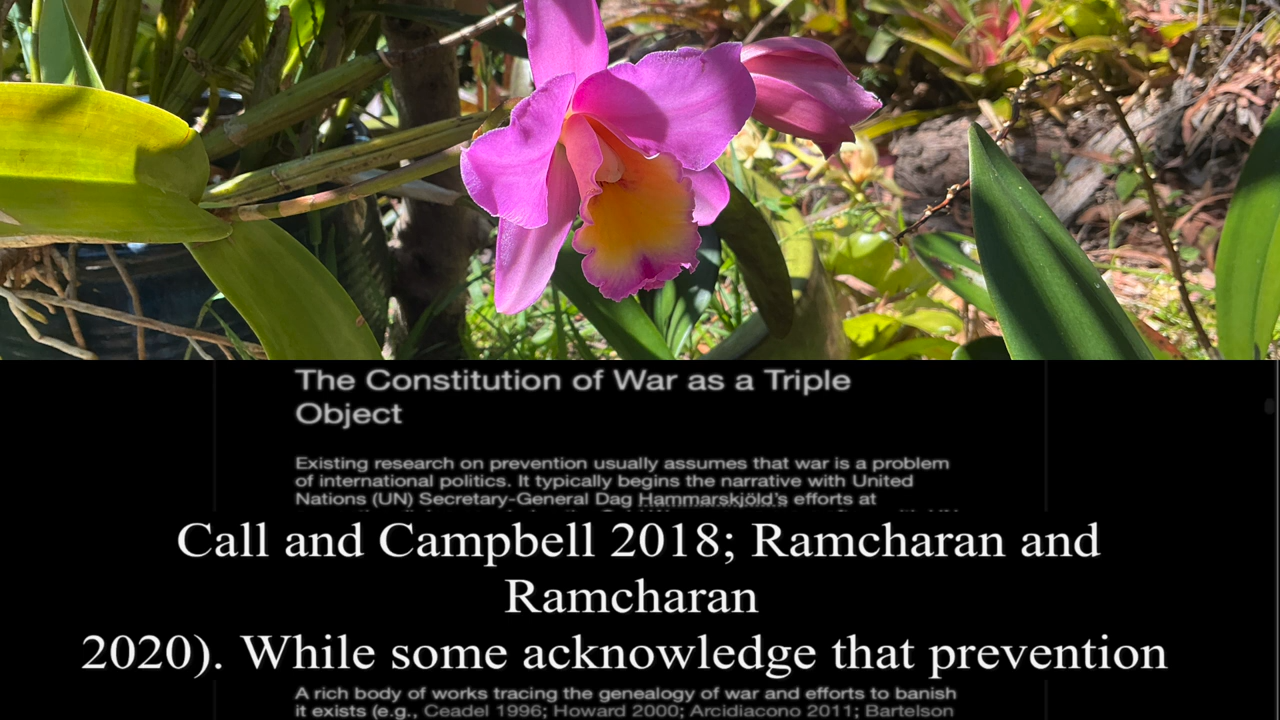 The Constitution of War as a Triple
Object
Existing research on prevention usually assumes that war is a problem
of international politics. It typically begins the narrative with United
Nations (UN) Secretary-General Dag Hammarskjöld's efforts at
Call and Campbell 2018; Ramcharan and
Ramcharan
2020). While some acknowledge that prevention
A rich body of works tracing the genealogy of war and efforts to banish
it exists (e.g., Ceadel 1996; Howard 2000; Arcidiacono 2011; Bartelson